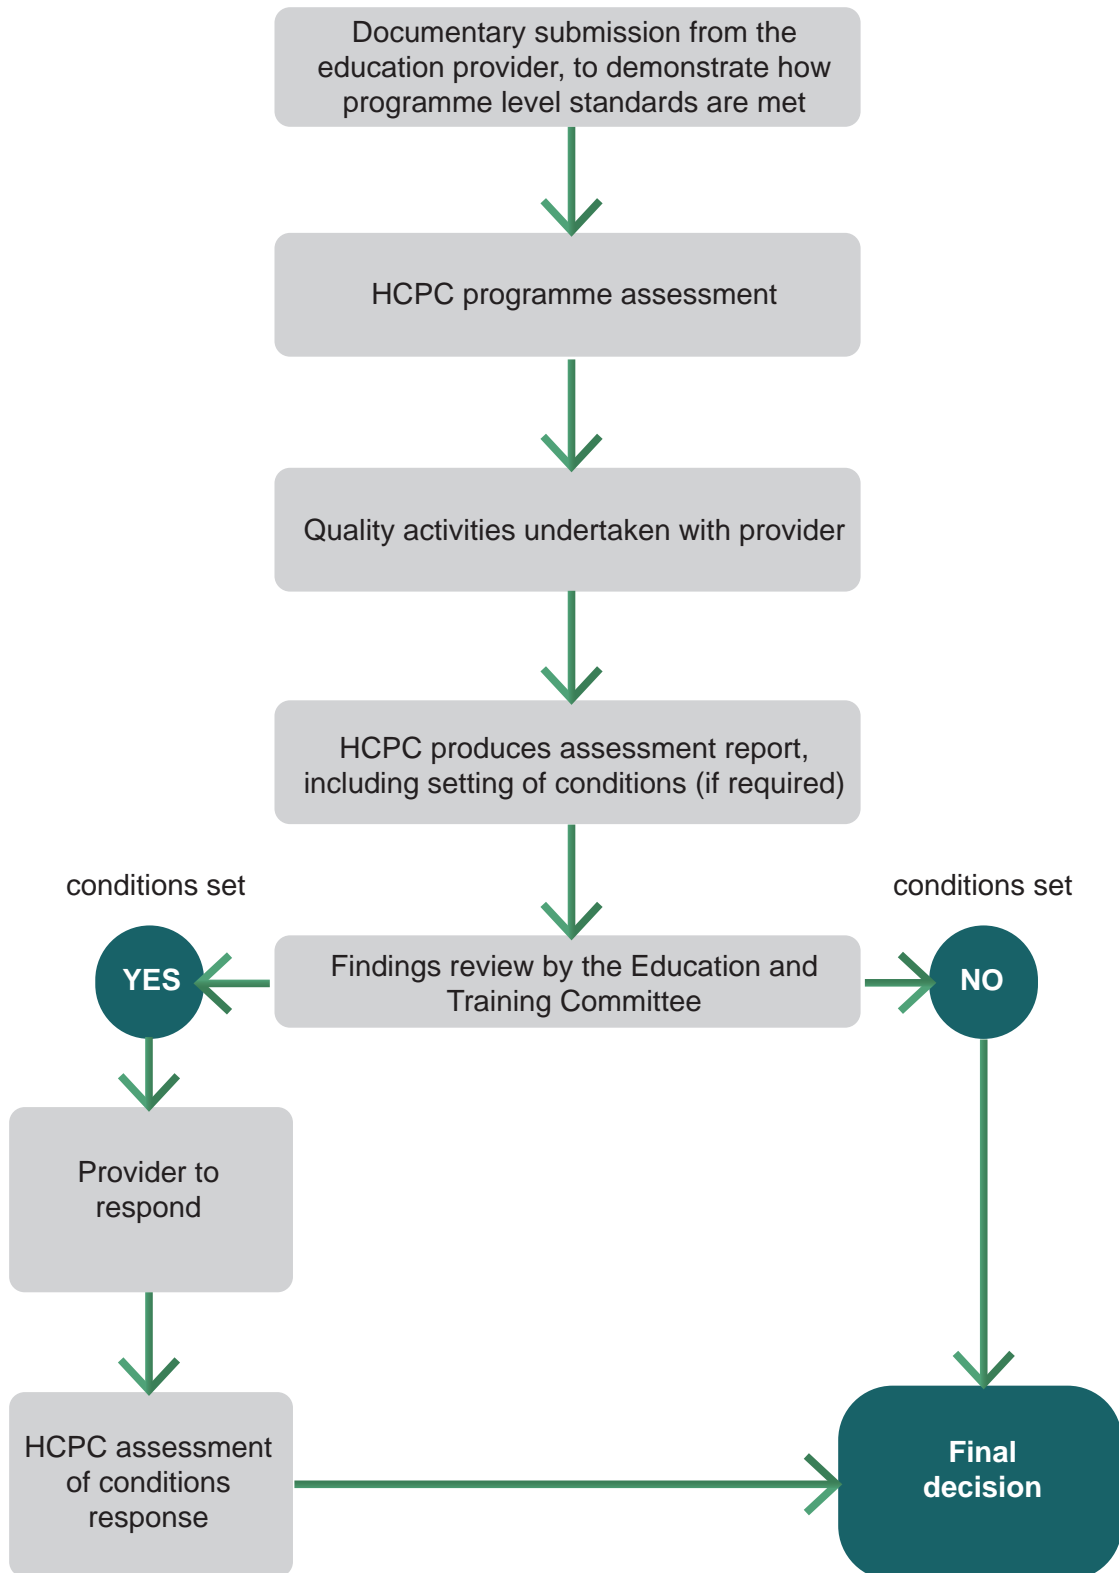 Documentary submission from the
education provider, to demonstrate how
programme level standards are met
HCPC programme assessment
Quality activities undertaken with provider
HCPC produces assessment report,
including setting of conditions (if required)
conditions set
conditions set
YES
Findings review by the Education and
Training Committee
NO
Provider to
respond
HCPC assessment
of conditions
response
Final
decision